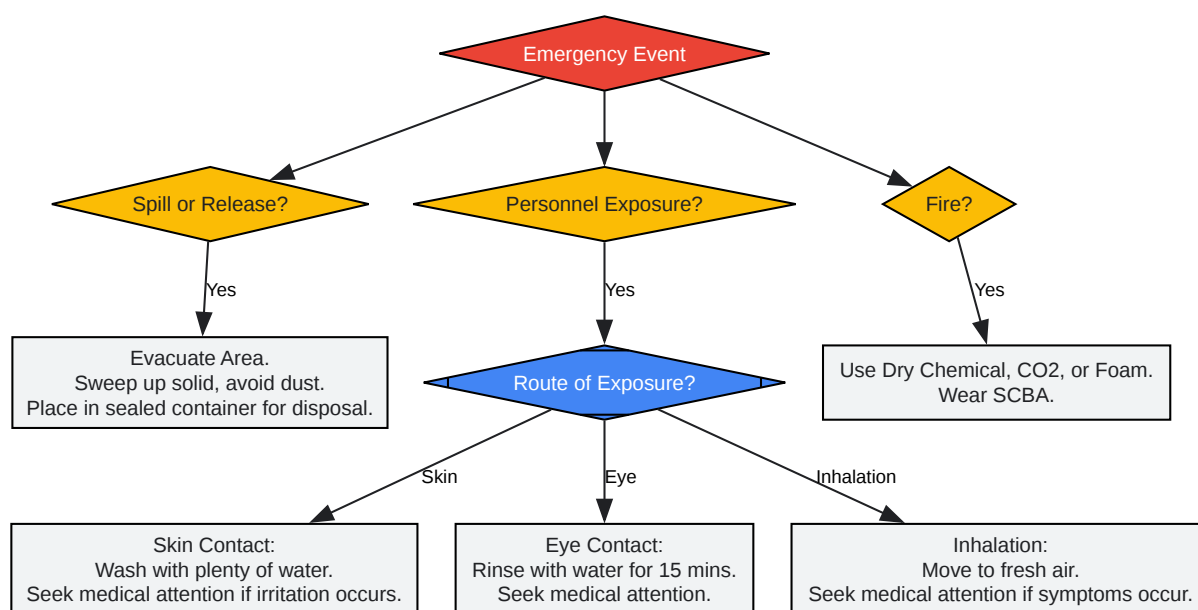 Emergency Event
Spill or Release?
Personnel Exposure?
Fire?
Yes
Yes
Yes
Evacuate Area.
Sweep up solid, avoid dust.
Place in sealed container for disposal.
Route of Exposure?
Use Dry Chemical, CO2, or Foam.
Wear SCBA.
Skin
Eye
Inhalation
Skin Contact:
Wash with plenty of water.
Seek medical attention if irritation occurs.
Eye Contact:
Rinse with water for 15 mins.
Seek medical attention.
Inhalation:
Move to fresh air.
Seek medical attention if symptoms occur.